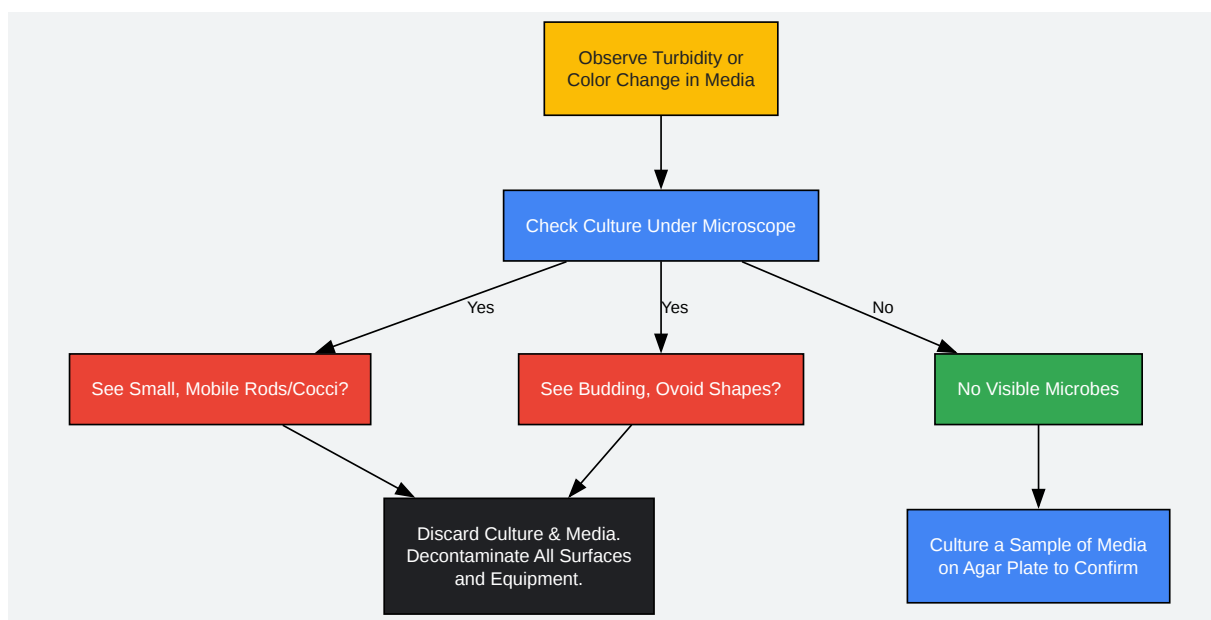 Observe Turbidity or
Color Change in Media
Check Culture Under Microscope
Yes
Yes
No
See Small, Mobile Rods/Cocci?
See Budding, Ovoid Shapes?
No Visible Microbes
Discard Culture & Media.
Decontaminate All Surfaces
and Equipment.
Culture a Sample of Media
on Agar Plate to Confirm